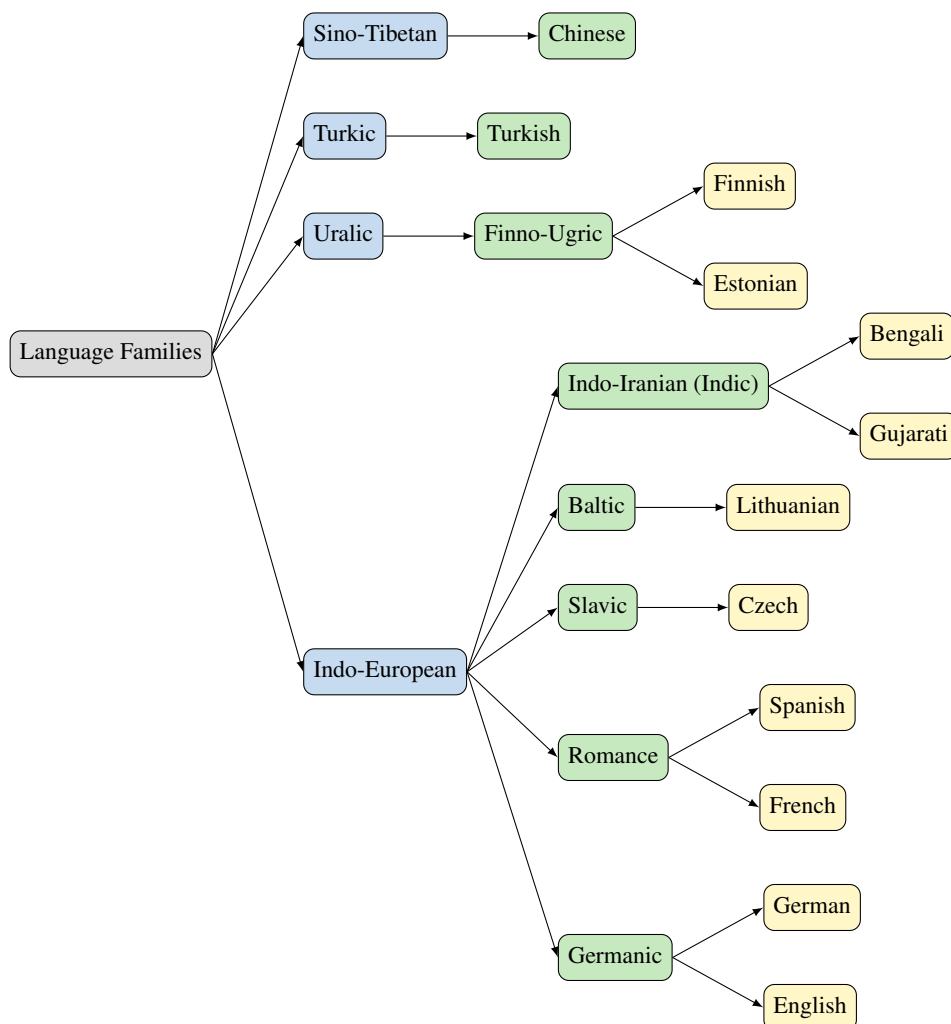 Sino-Tibetan
Chinese
Turkic
Turkish
Finnish
Uralic
Finno-Ugric
Estonian
Language Families
Bengali
Indo-Iranian (Indic)
Gujarati
Baltic
Lithuanian
Slavic
Czech
Indo-European
Spanish
Romance
French
German
Germanic
English